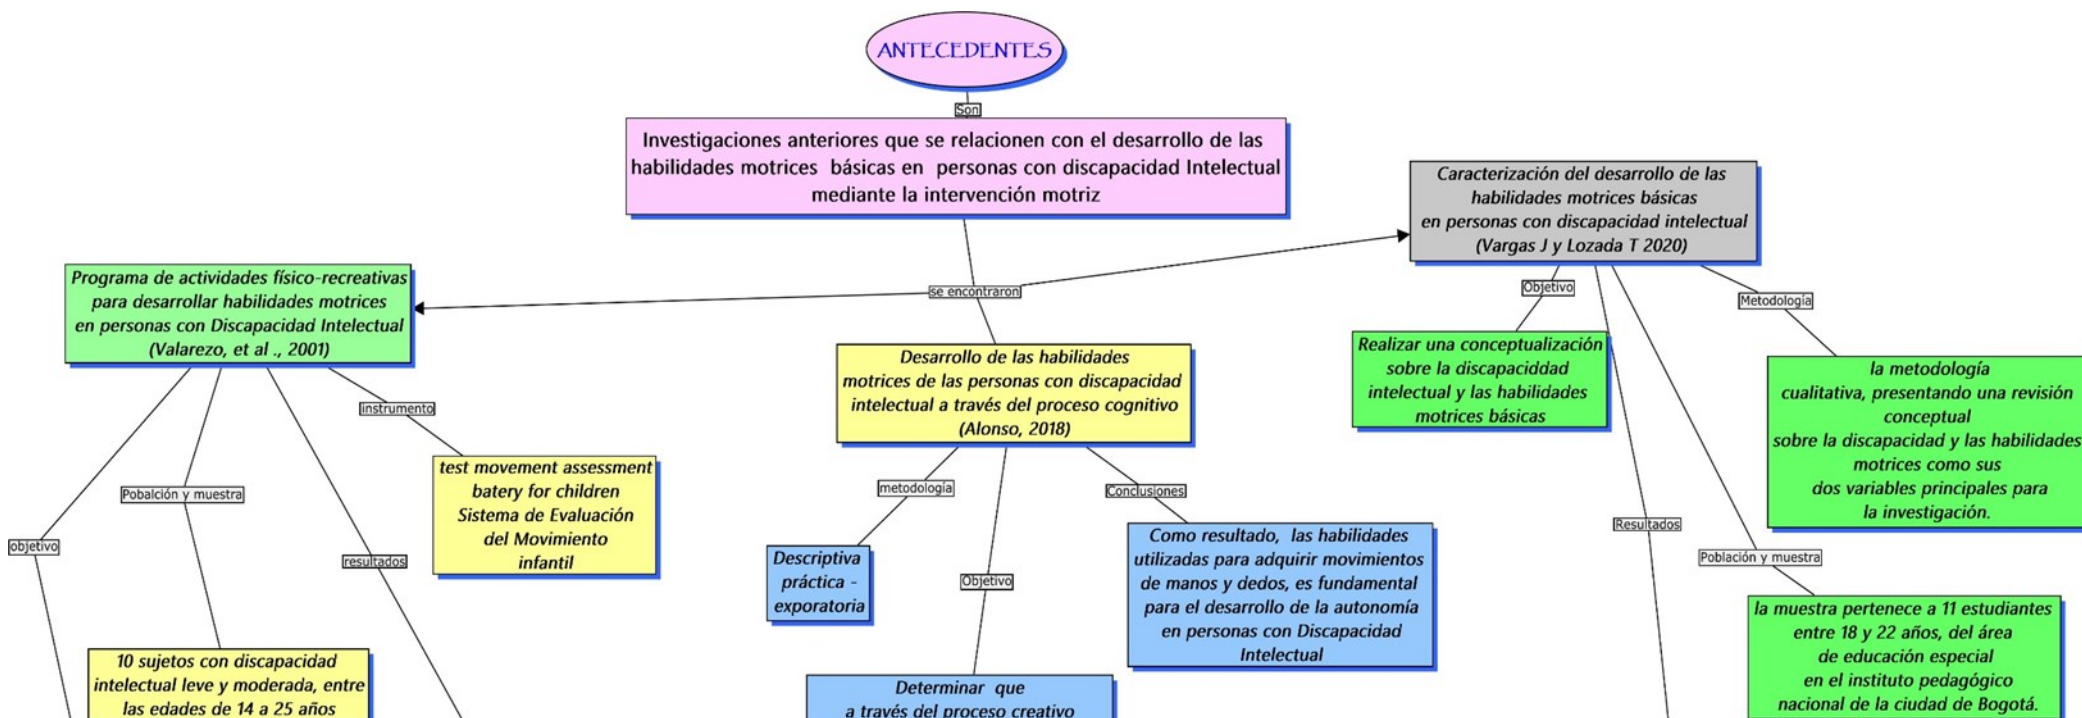 ANTECEDENTES
Son
Investigaciones anteriores que se relacionen con el desarrollo de las
habilidades motrices básicas en personas con discapacidad Intelectual
mediante la intervención motriz
se encontraron
Programa de actividades físico-recreativas
para desarrollar habilidades motrices
en personas con Discapacidad Intelectual
(Valarezo, et al ., 2001)
objetivo
Pobalción y muestra
10 sujetos con discapacidad
intelectual leve y moderada, entre
las edades de 14 a 25 años
resultados
instrumento
test movement assessment
batery for children
Sistema de Evaluación
del Movimiento
infantil
Desarrollo de las habilidades
motrices de las personas con discapacidad
intelectual a través del proceso cognitivo
(Alonso, 2018)
metodología
Descriptiva
práctica -
exporatoria
Objetivo
Determinar que
a través del proceso creativo
Conclusiones
Como resultado, las habilidades
utilizadas para adquirir movimientos
de manos y dedos, es fundamental
para el desarrollo de la autonomía
en personas con Discapacidad
Intelectual
Caracterización del desarrollo de las
habilidades motrices básicas
en personas con discapacidad intelectual
(Vargas J y Lozada T 2020)
Objetivo
Realizar una conceptualización
sobre la discapaciddad
intelectual y las habilidades
motrices básicas
Resultados
Población y muestra
la muestra pertenece a 11 estudiantes
entre 18 y 22 años, del área
de educación especial
en el instituto pedagógico
nacional de la ciudad de Bogotá.
Metodología
la metodología
cualitativa, presentando una revisión
conceptual
sobre la discapacidad y las habilidades
motrices como sus
dos variables principales para
la investigación.